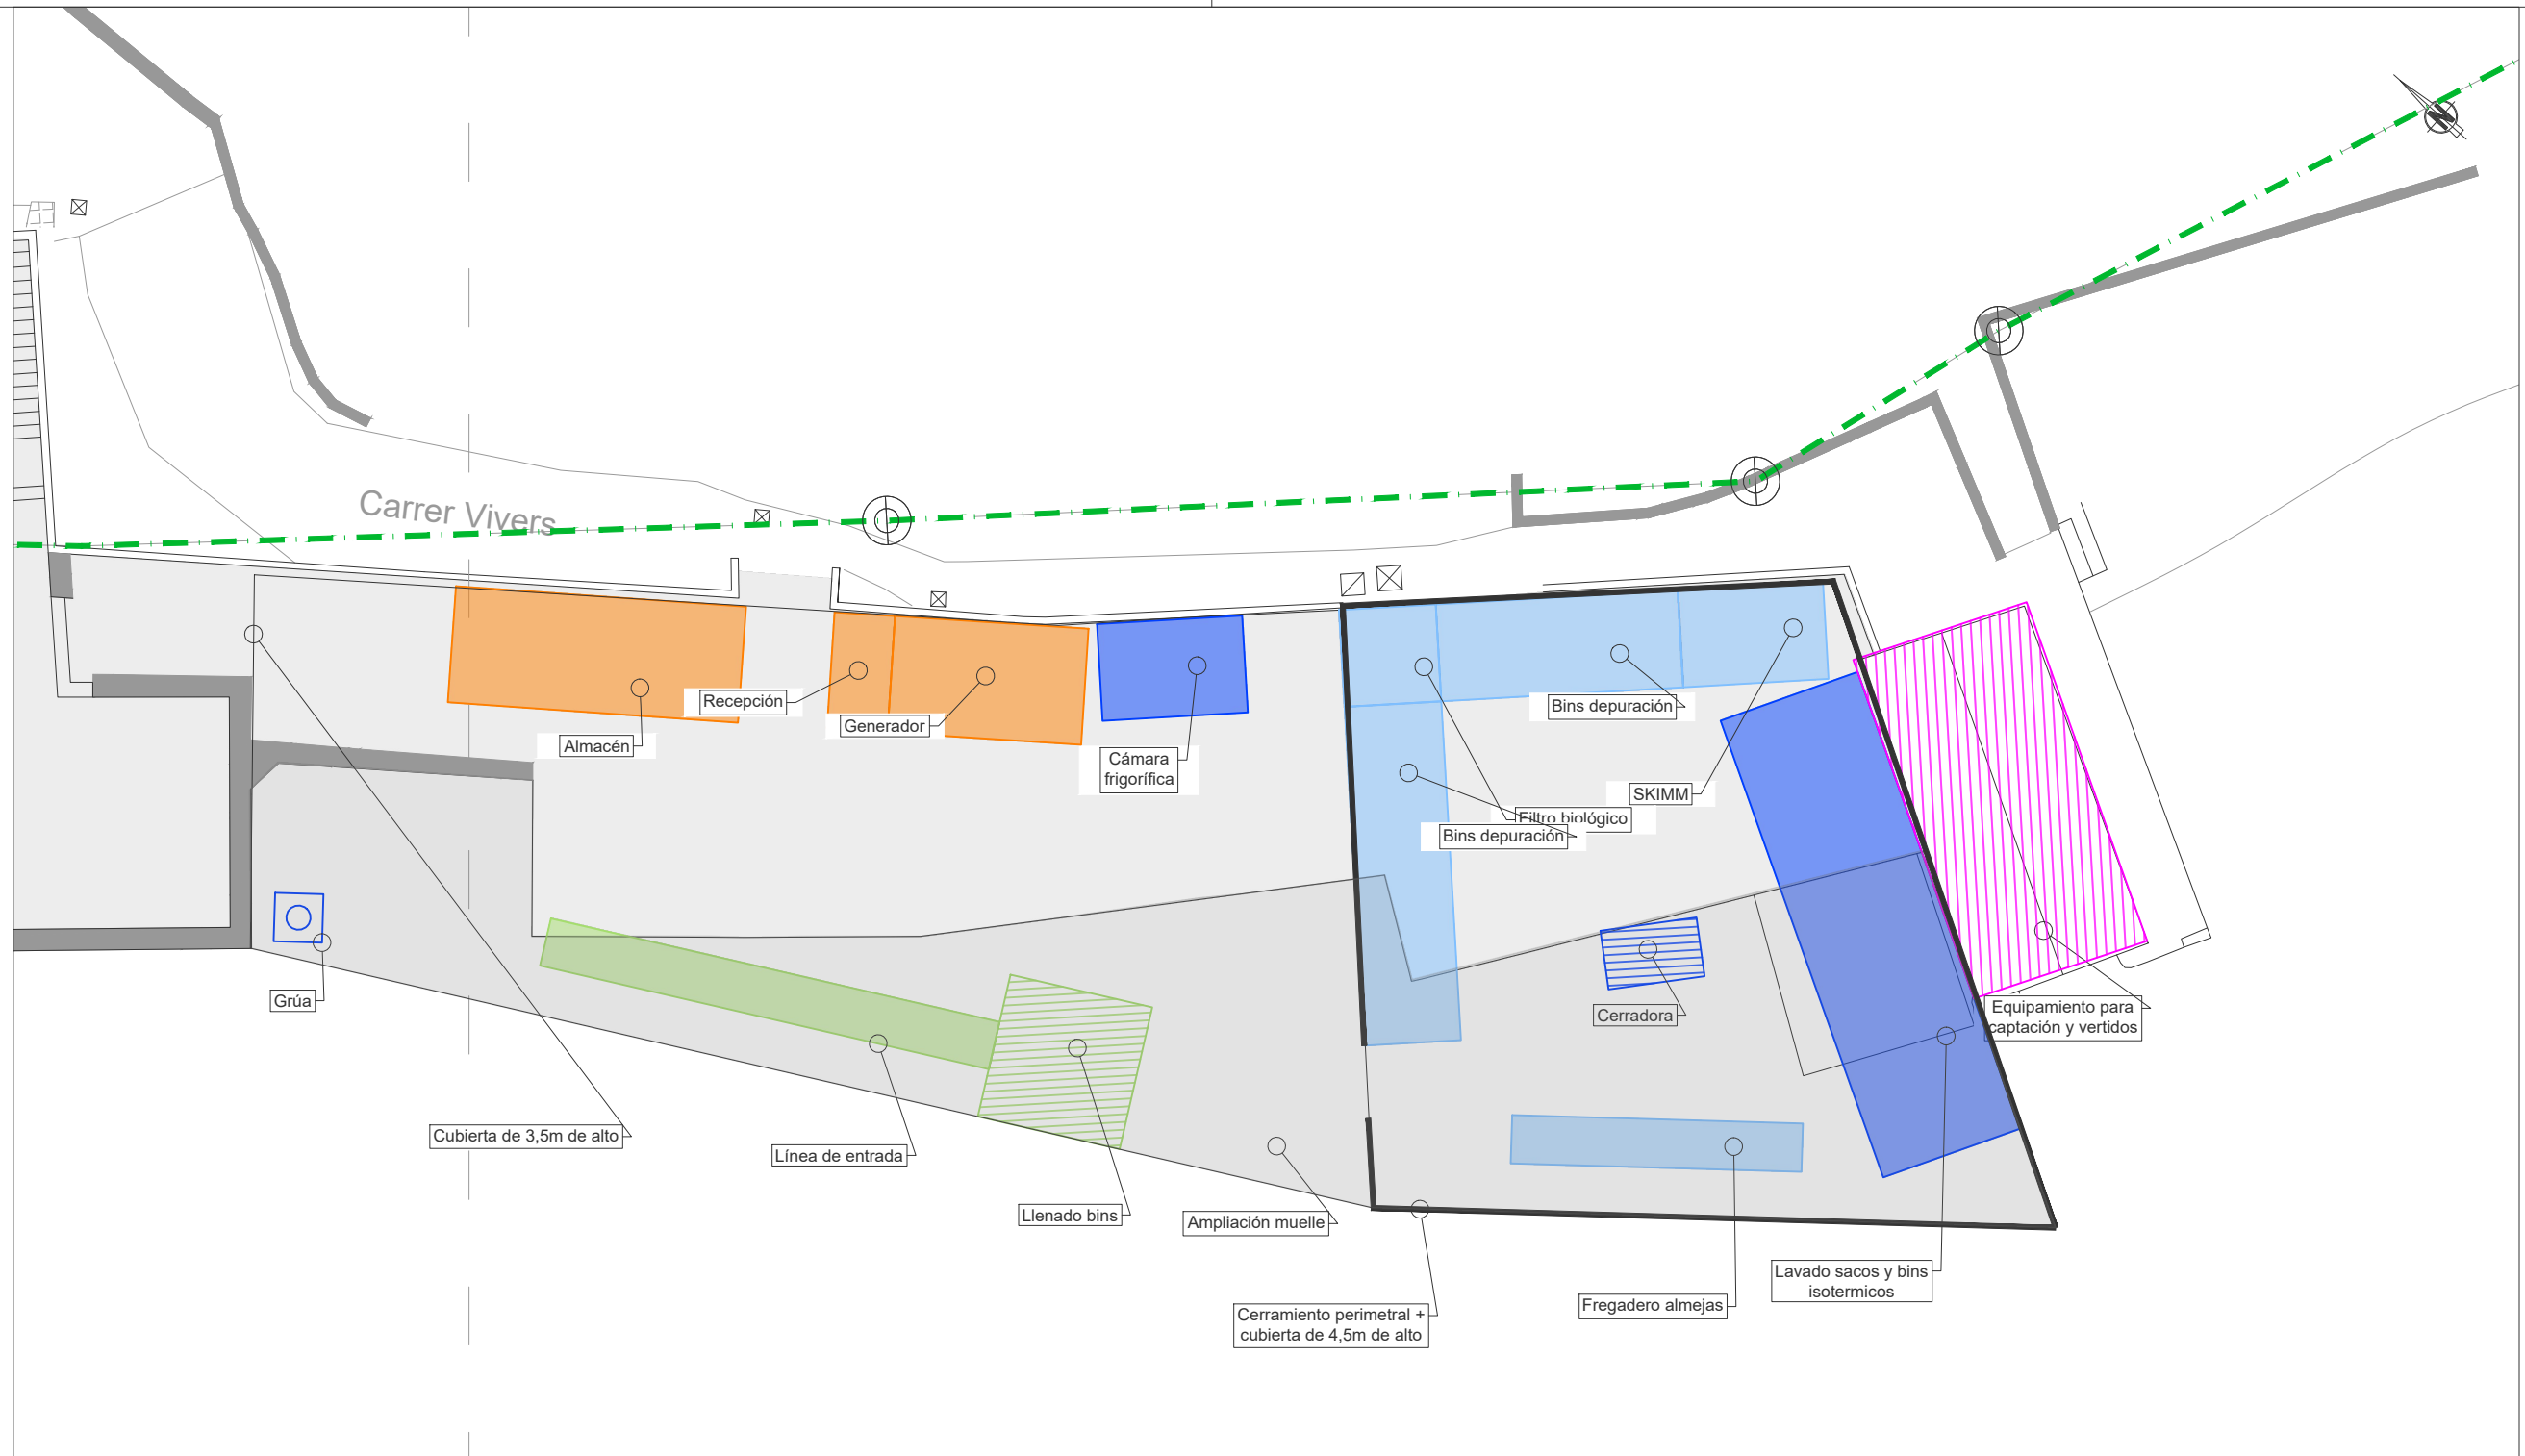 N
Carrer Vivers
Recepción
Generador
Almacén
Cámara
frigorífica
Bins depuración
SKIMM
Filtro biológico
Bins depuración
Grúa
Cerradora
Equipamiento para
captación y vertidos
Cubierta de 3,5m de alto
Línea de entrada
Llenado bins
Ampliación muelle
Lavado sacos y bins
isotermicos
Fregadero almejas
Cerramiento perimetral +
cubierta de 4,5m de alto